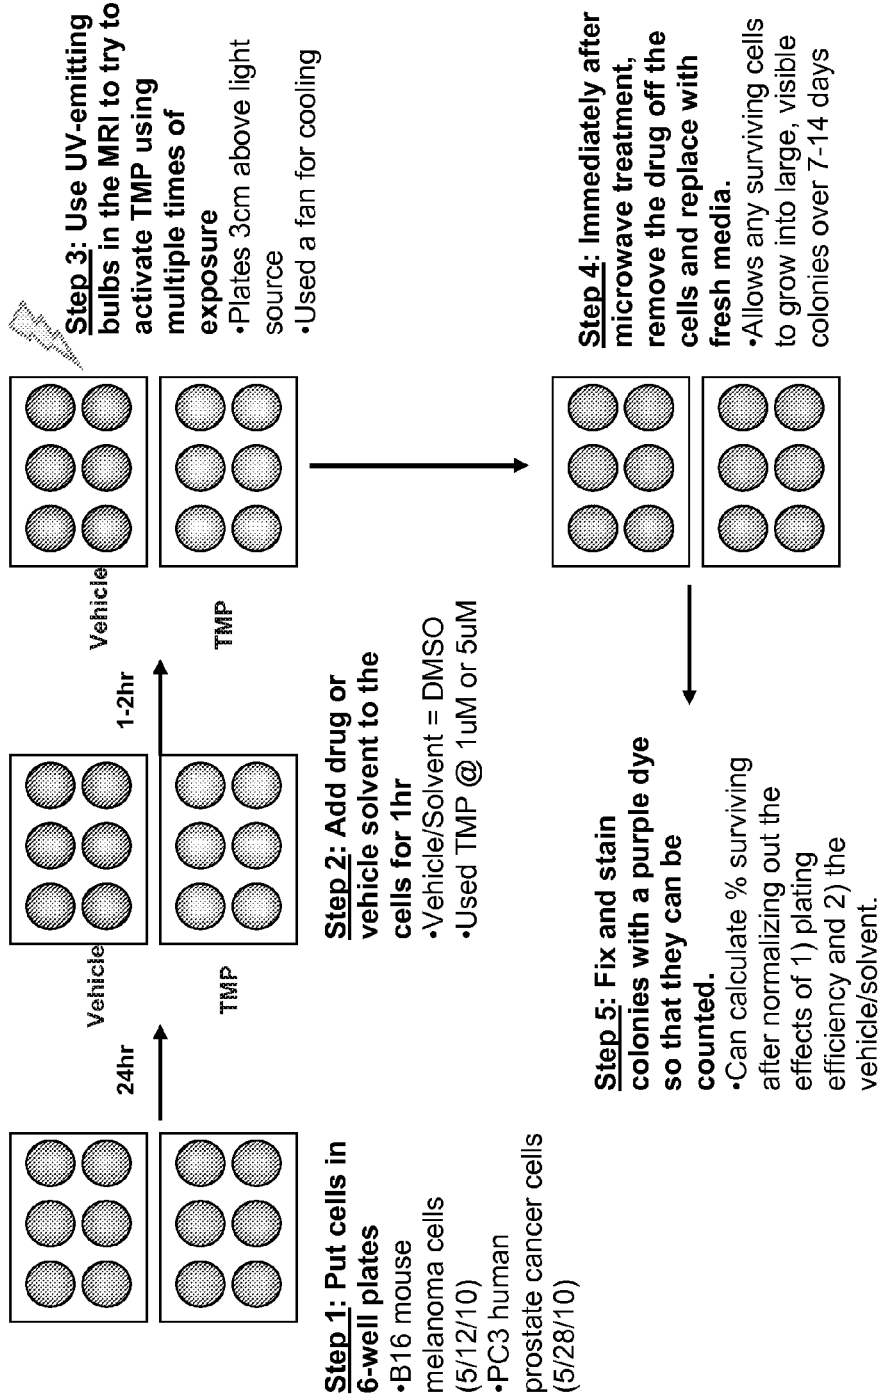 Step 1: Put cells in
6-well plates
•B16 mouse
melanoma cells
(5/12/10)
•PC3 human
prostate cancer cells
(5/28/10)
24hr
Vehicle
TMP
Step 2: Add drug or
vehicle solvent to the
cells for 1hr
•Vehicle/Solvent = DMSO
•Used TMP @ 1uM or 5uM
1-2hr
Vehicle
TMP
Step 3: Use UV-emitting
bulbs in the MRI to try to
activate TMP using
multiple times of
exposure
•Plates 3cm above light
source
•Used a fan for cooling
Step 4: Immediately after
microwave treatment,
remove the drug off the
cells and replace with
fresh media.
•Allows any surviving cells
to grow into large, visible
colonies over 7-14 days
Step 5: Fix and stain
colonies with a purple dye
so that they can be
counted.
•Can calculate % surviving
after normalizing out the
effects of 1) plating
efficiency and 2) the
vehicle/solvent.